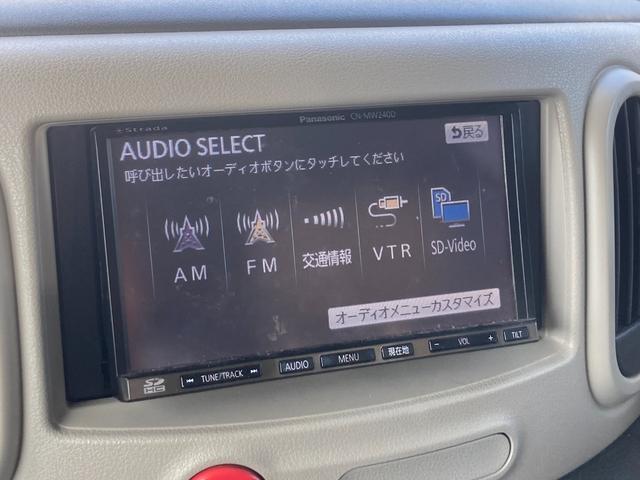 Strada
Panasonic CN-MW240D
AUDIO SELECT
戻る
呼び出したいオーディオボタンにタッチしてください
SD
AM
FM
交通情報
VTR
SD-Video
オーディオメニューカスタマイズ
SD HC
TUNE/TRACK
AUDIO
MENU
現在地
- VOL +
TILT